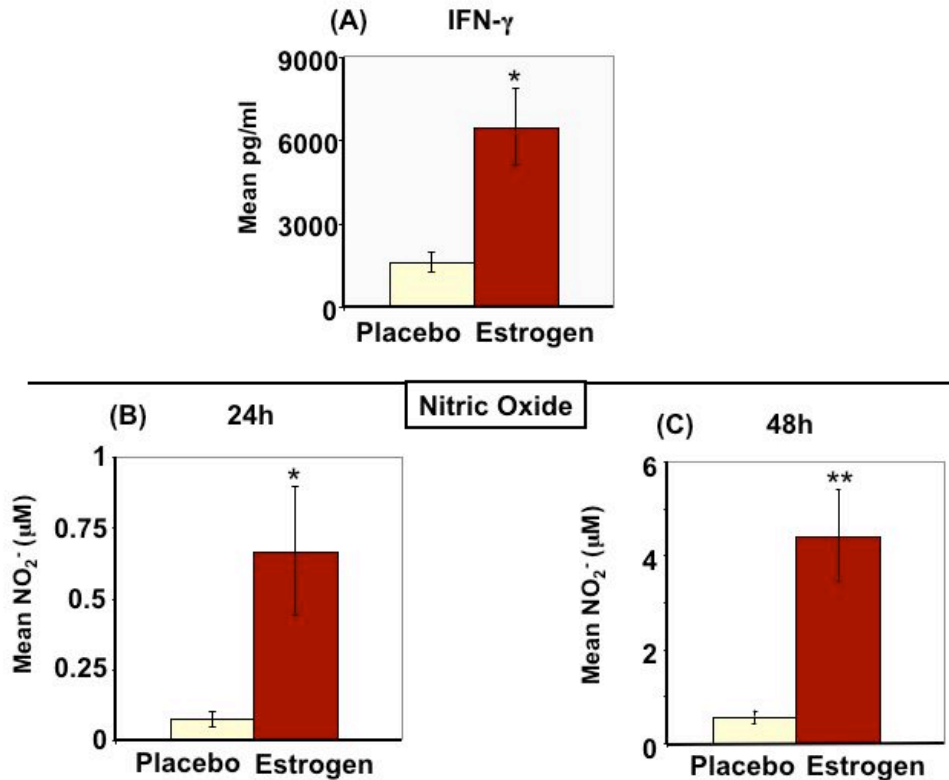 (A) IFN-γ
Mean pg/ml
9000
6000
3000
0
*
Placebo Estrogen
Nitric Oxide
(B) 24h
Mean NO₂⁻ (μM)
1
0.75
0.5
0.25
0
*
Placebo Estrogen
(C) 48h
Mean NO₂⁻ (μM)
6
4
2
0
**
Placebo Estrogen